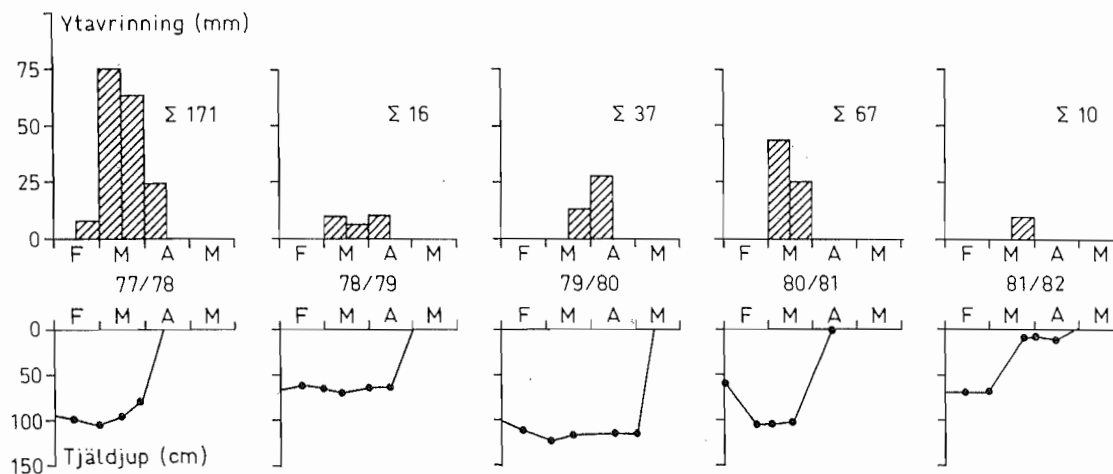 Ytavrinning (mm)
75
50
25
0
Σ 171
Σ 16
Σ 37
Σ 67
Σ 10
F M A M
F M A M
F M A M
F M A M
F M A M
77/78
78/79
79/80
80/81
81/82
F M A M
F M A M
F M A M
F M A M
F M A M
0
50
100
150
Tjäldjup (cm)